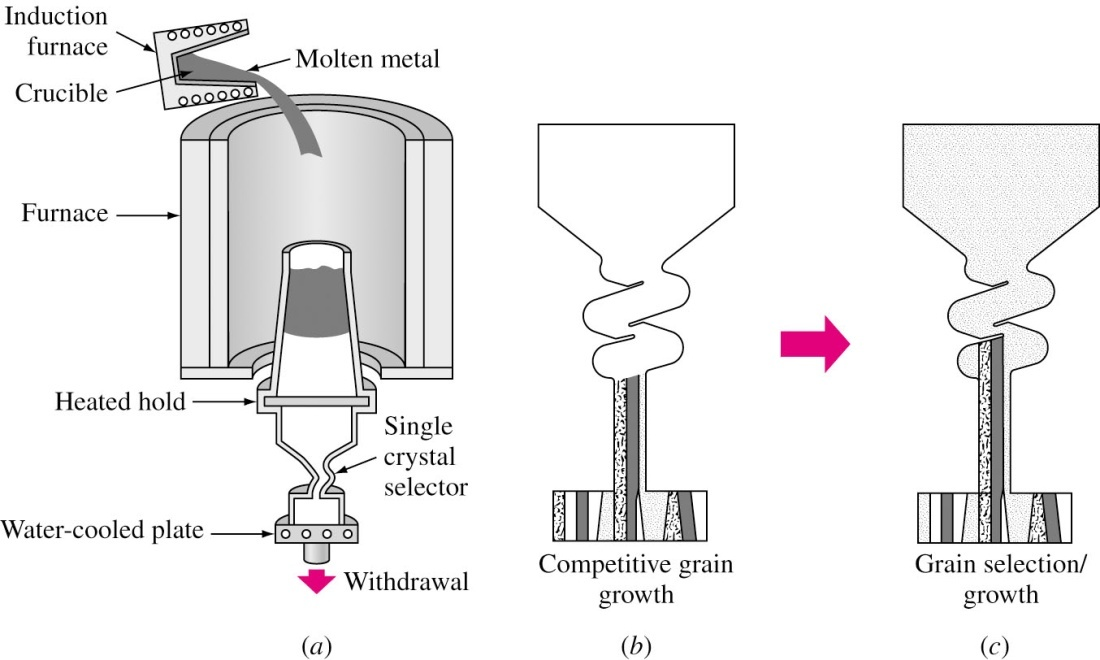 Induction
furnace
Molten metal
Crucible
Furnace
Heated hold
Single
crystal
selector
Water-cooled plate
Withdrawal
Competitive grain
growth
Grain selection/
growth
(a)
(b)
(c)